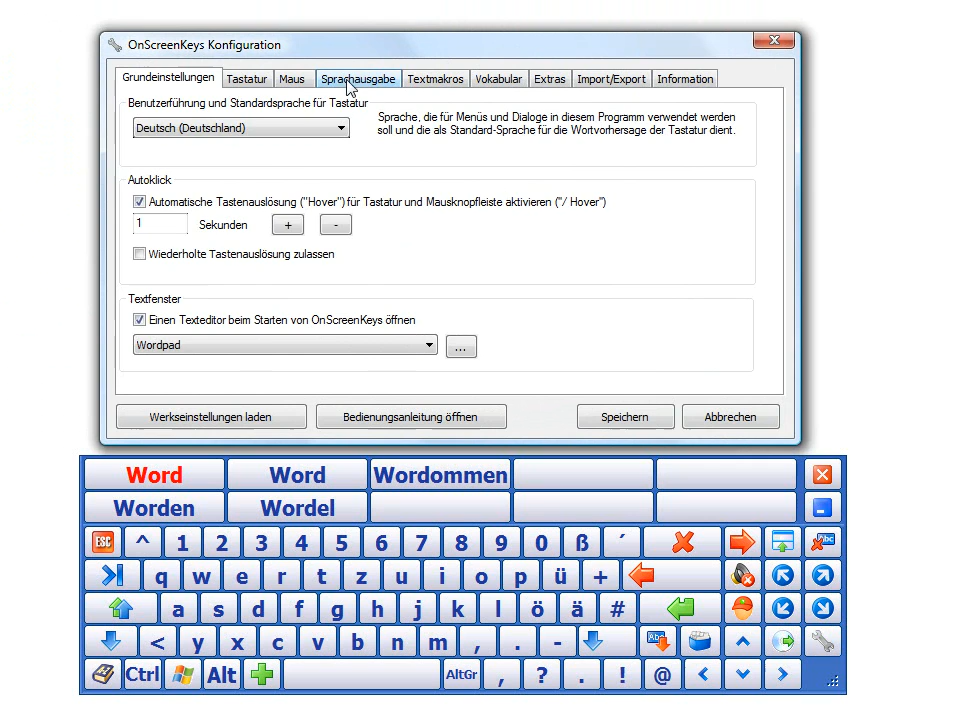 OnScreenKeys Konfiguration
Grundeinstellungen Tastatur Maus Sprachausgabe Textmakros Vokabular Extras Import/Export Information
Benutzerführung und Standardsprache für Tastatur
Deutsch (Deutschland)
Sprache, die für Menüs und Dialoge in diesem Programm verwendet werden
soll und die als Standard-Sprache für die Wortvorhersage der Tastatur dient.
Autoklick
Automatische Tastenauslösung ("Hover") für Tastatur und Mausknopfleiste aktivieren ("/ Hover")
1 Sekunden + -
Wiederholte Tastenauslösung zulassen
Textfenster
Einen Texteditor beim Starten von OnScreenKeys öffnen
Wordpad ...
Werkseinstellungen laden Bedienungsanleitung öffnen Speichern Abbrechen
Word Word Wordommen
Worden Wordel
ESC ^ 1 2 3 4 5 6 7 8 9 0 ß ´ Abc
q w e r t z u i o p ü +
a s d f g h j k l ö ä #
< y x c v b n m , . - Abc
Ctrl Alt AltGr , ? . ! @